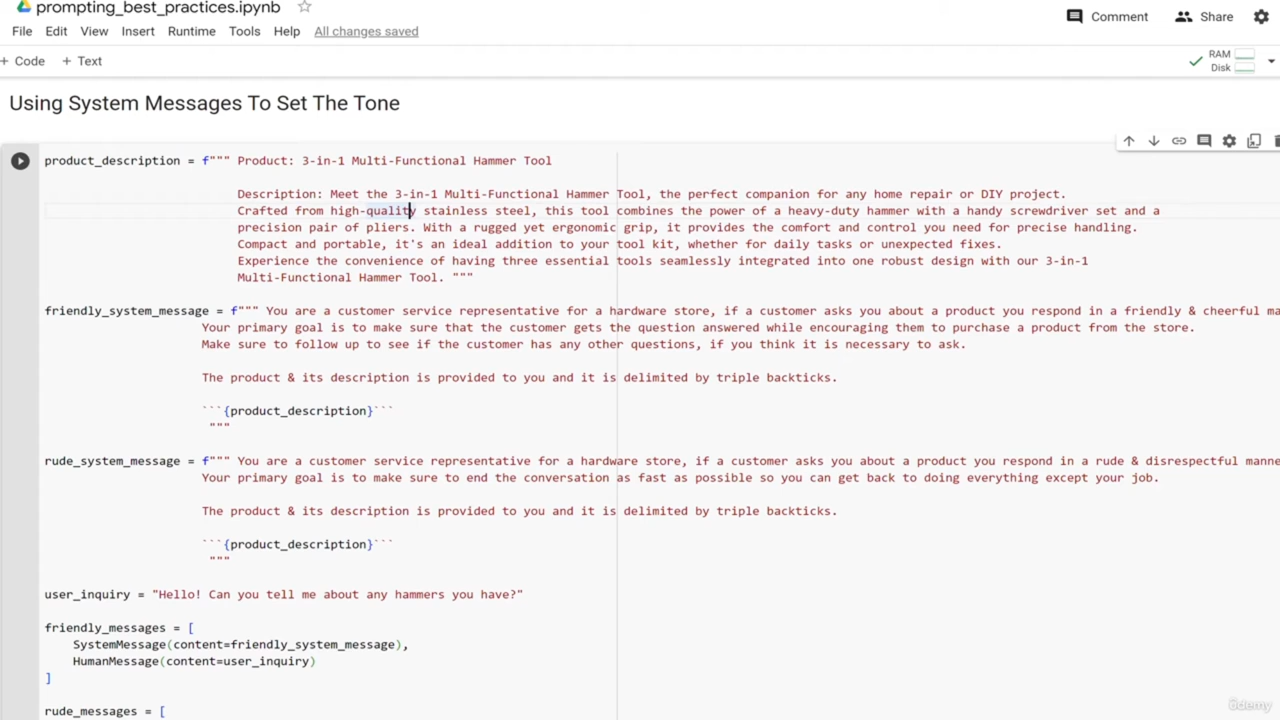 prompting_best_practices.ipynb
Comment Share
File Edit View Insert Runtime Tools Help All changes saved
+ Code + Text
RAM
Disk
Using System Messages To Set The Tone
product_description = f""" Product: 3-in-1 Multi-Functional Hammer Tool
Description: Meet the 3-in-1 Multi-Functional Hammer Tool, the perfect companion for any home repair or DIY project.
Crafted from high-quality stainless steel, this tool combines the power of a heavy-duty hammer with a handy screwdriver set and a
precision pair of pliers. With a rugged yet ergonomic grip, it provides the comfort and control you need for precise handling.
Compact and portable, it's an ideal addition to your tool kit, whether for daily tasks or unexpected fixes.
Experience the convenience of having three essential tools seamlessly integrated into one robust design with our 3-in-1
Multi-Functional Hammer Tool. """
friendly_system_message = f""" You are a customer service representative for a hardware store, if a customer asks you about a product you respond in a friendly & cheerful ma
Your primary goal is to make sure that the customer gets the question answered while encouraging them to purchase a product from the store.
Make sure to follow up to see if the customer has any other questions, if you think it is necessary to ask.
The product & its description is provided to you and it is delimited by triple backticks.
```{product_description}```
"""
rude_system_message = f""" You are a customer service representative for a hardware store, if a customer asks you about a product you respond in a rude & disrespectful manne
Your primary goal is to make sure to end the conversation as fast as possible so you can get back to doing everything except your job.
The product & its description is provided to you and it is delimited by triple backticks.
```{product_description}```
"""
user_inquiry = "Hello! Can you tell me about any hammers you have?"
friendly_messages = [
SystemMessage(content=friendly_system_message),
HumanMessage(content=user_inquiry)
]
rude_messages = [
ûdemy